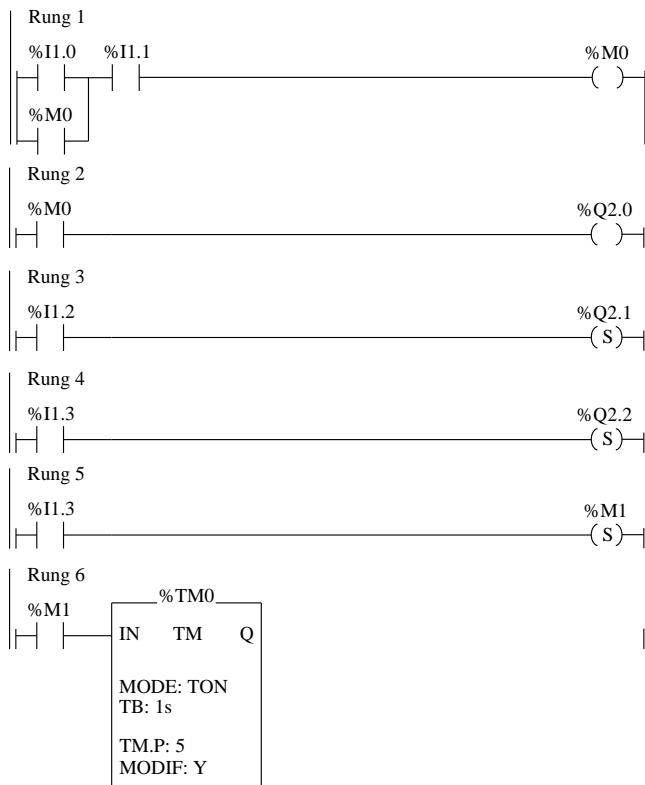 Rung 1
%I1.0 %I1.1 %M0
%M0
Rung 2
%M0 %Q2.0
Rung 3
%I1.2 %Q2.1
S
Rung 4
%I1.3 %Q2.2
S
Rung 5
%I1.3 %M1
S
Rung 6
%TM0
%M1
IN TM Q
MODE: TON
TB: 1s
TM.P: 5
MODIF: Y